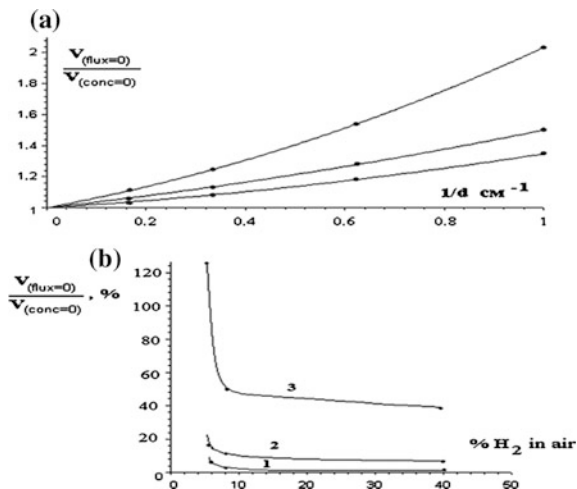 (a)
V(flux=0)
V(conc=0)
2
1.8
1.6
1.4
1.2
1
0 0.2 0.4 0.6 0.8 1
1/d см -1
(b)
V(flux=0)
V(conc=0) , %
120
100
80
60
40
20
0
3
2
1
% H2 in air
0 10 20 30 40 50